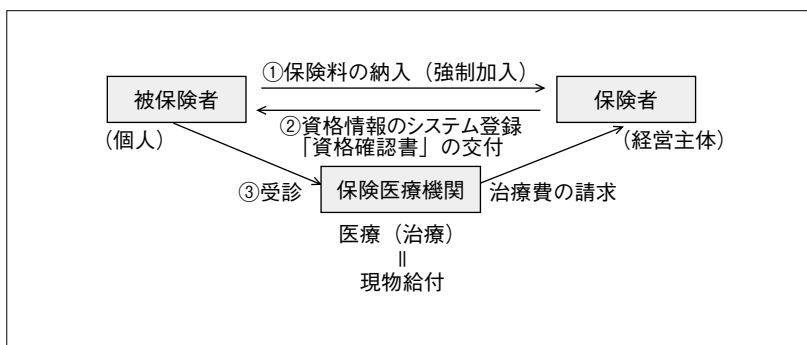 ①保険料の納入（強制加入）
被保険者
保険者
（個人）
②資格情報のシステム登録
「資格確認書」の交付
（経営主体）
③受診
保険医療機関
治療費の請求
医療（治療）
॥
現物給付